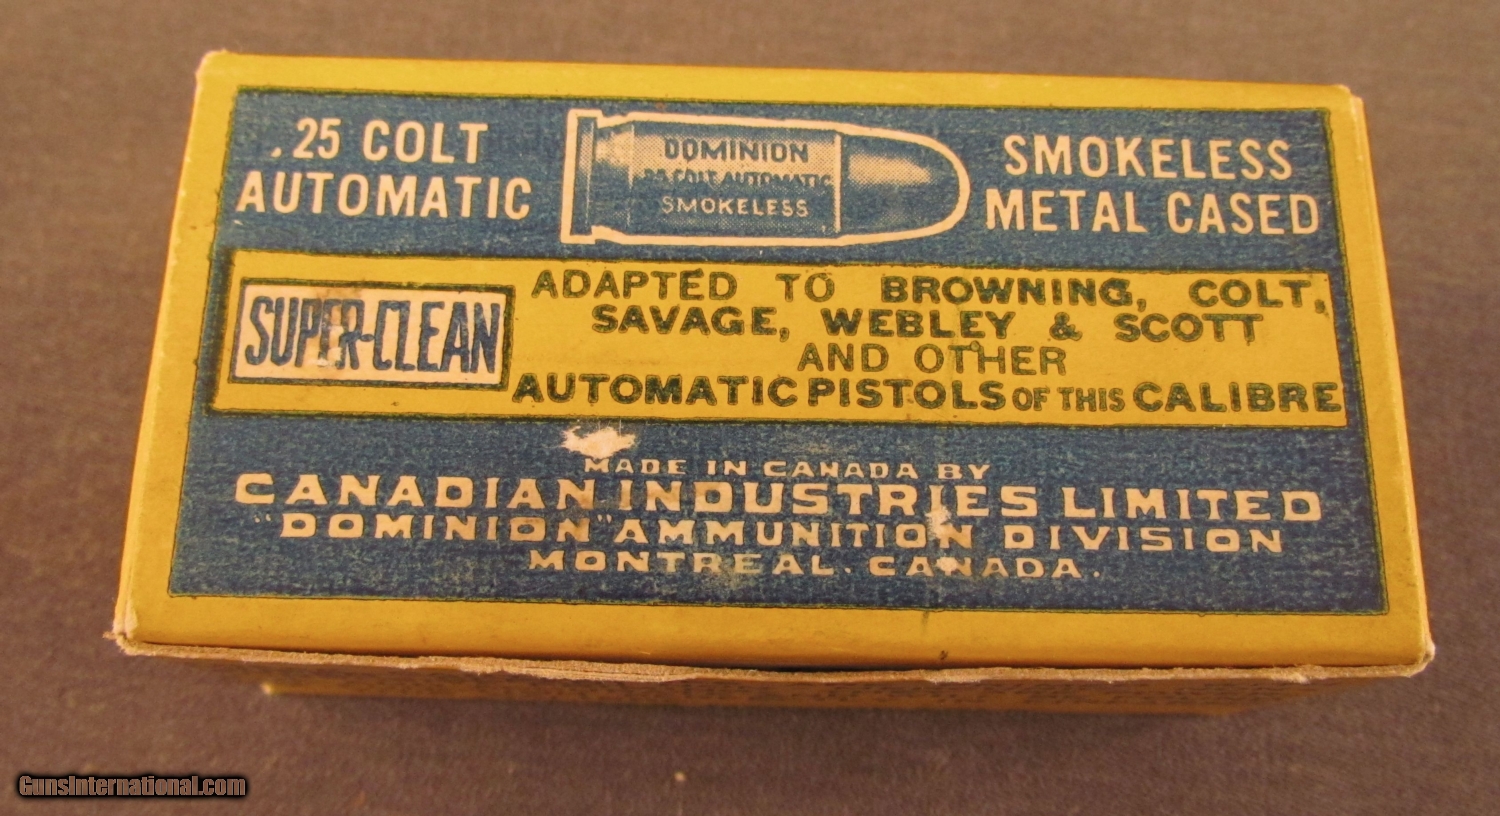 .25 COLT
AUTOMATIC
DOMINION
.25 COLT AUTOMATIC
SMOKELESS
SMOKELESS
METAL CASED
SUPER-CLEAN
ADAPTED TO BROWNING, COLT,
SAVAGE, WEBLEY & SCOTT
AND OTHER
AUTOMATIC PISTOLS OF THIS CALIBRE
MADE IN CANADA BY
CANADIAN INDUSTRIES LIMITED
"DOMINION" AMMUNITION DIVISION
MONTREAL. CANADA.
GunsInternational.com